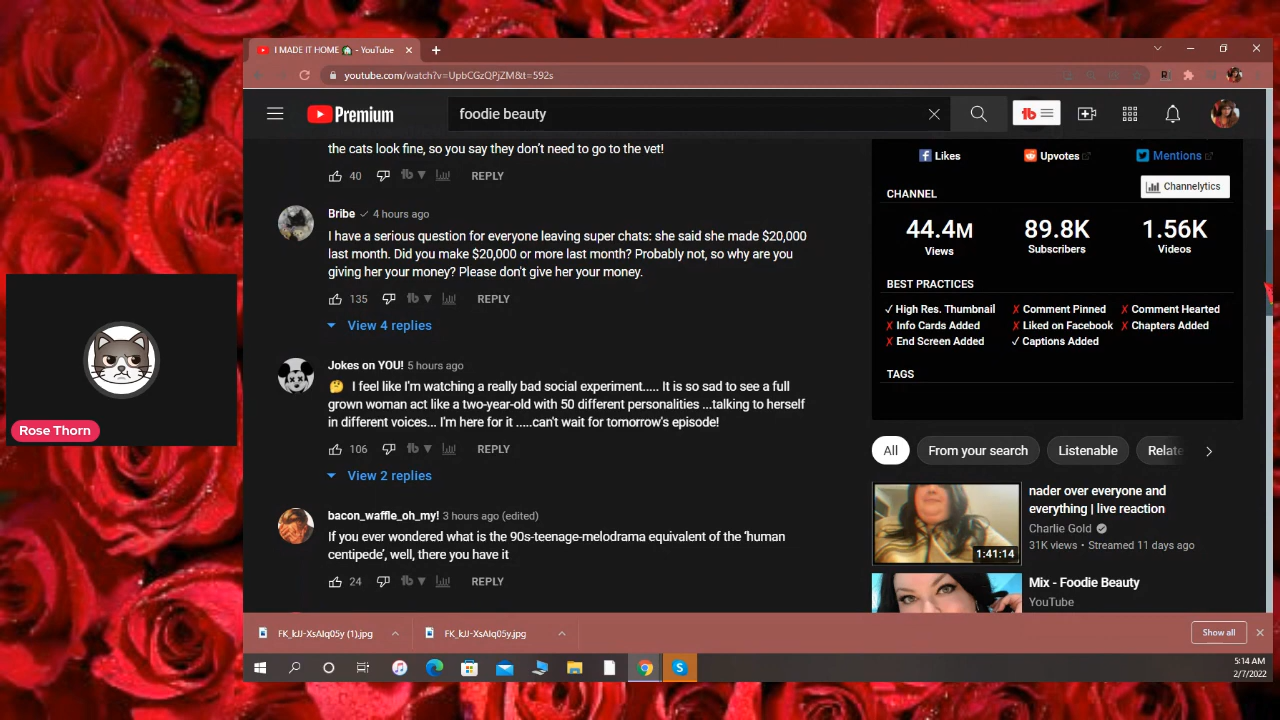 I MADE IT HOME 🏠 - YouTube
youtube.com/watch?v=UpbCGzQPjZM&t=592s
Premium
foodie beauty
tb
the cats look fine, so you say they don't need to go to the vet!
40
tb
REPLY
Bribe
4 hours ago
I have a serious question for everyone leaving super chats: she said she made $20,000
last month. Did you make $20,000 or more last month? Probably not, so why are you
giving her your money? Please don't give her your money.
135
tb
REPLY
View 4 replies
Jokes on YOU! 5 hours ago
🤔 I feel like I'm watching a really bad social experiment..... It is so sad to see a full
grown woman act like a two-year-old with 50 different personalities ...talking to herself
in different voices... I'm here for it .....can't wait for tomorrow's episode!
106
tb
REPLY
View 2 replies
bacon_waffle_oh_my! 3 hours ago (edited)
If you ever wondered what is the 90s-teenage-melodrama equivalent of the 'human
centipede', well, there you have it
24
tb
REPLY
Likes
Upvotes
Mentions
CHANNEL
Channelytics
44.4M
89.8K
1.56K
Views
Subscribers
Videos
BEST PRACTICES
✓ High Res. Thumbnail
✗ Comment Pinned
✗ Comment Hearted
✗ Info Cards Added
✗ Liked on Facebook
✗ Chapters Added
✗ End Screen Added
✓ Captions Added
TAGS
All
From your search
Listenable
Relate
nader over everyone and
everything | live reaction
Charlie Gold
31K views • Streamed 11 days ago
1:41:14
Mix - Foodie Beauty
YouTube
Rose Thorn
FK_kJJ-XsAIq05y (1).jpg
FK_kJJ-XsAIq05y.jpg
Show all
5:14 AM
2/7/2022